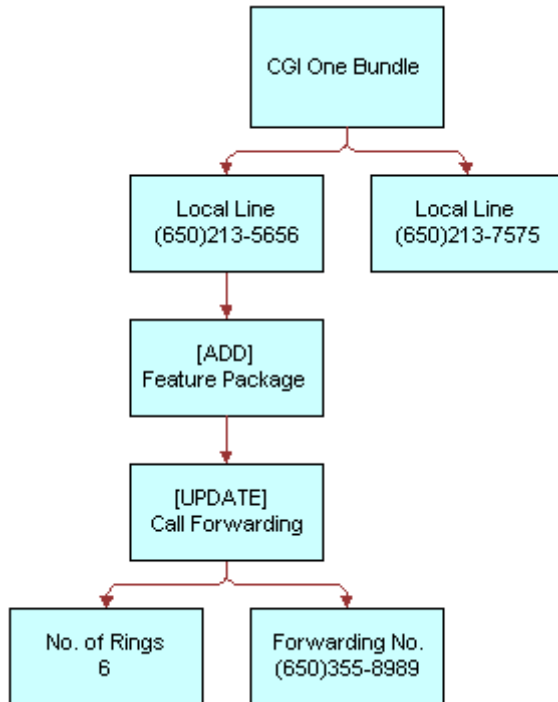 CGI One Bundle
Local Line
(650)213-5656
Local Line
(650)213-7575
[ADD]
Feature Package
[UPDATE]
Call Forwarding
No. of Rings
6
Forwarding No.
(650)355-8989